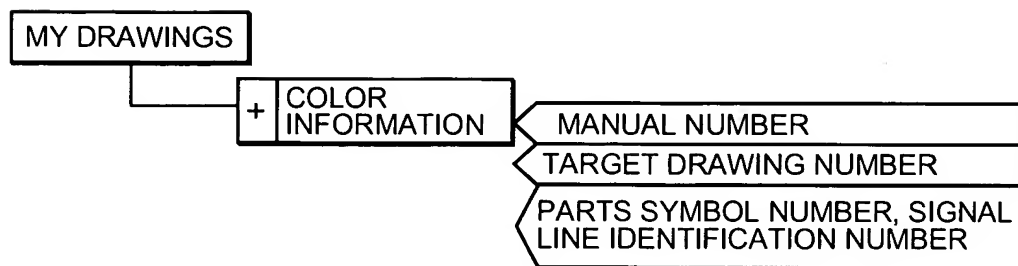 MY DRAWINGS
+
COLOR
INFORMATION
MANUAL NUMBER
TARGET DRAWING NUMBER
PARTS SYMBOL NUMBER, SIGNAL
LINE IDENTIFICATION NUMBER